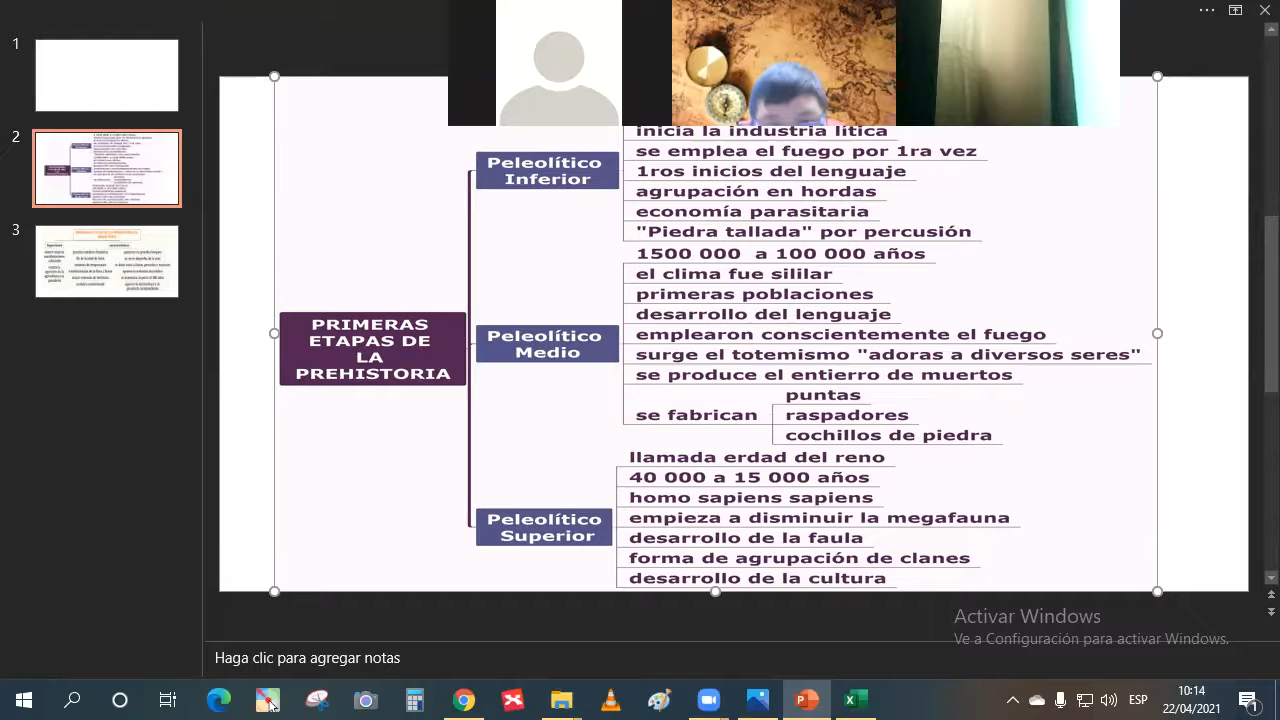 1
2
inicia la industria lítica
se emplea el fuego por 1ra vez
1ros inicios del lenguaje
agrupación en hordas
economía parasitaria
"Piedra tallada" por percusión
Peleolítico
Inferior
1500 000  a 100 000 años
el clima fue sililar
primeras poblaciones
desarrollo del lenguaje
emplearon conscientemente el fuego
surge el totemismo "adoras a diversos seres"
se produce el entierro de muertos
se fabrican
puntas
raspadores
cochillos de piedra
PRIMERAS
ETAPAS DE
LA
PREHISTORIA
Peleolítico
Medio
llamada erdad del reno
40 000 a 15 000 años
homo sapiens sapiens
empieza a disminuir la megafauna
desarrollo de la faula
forma de agrupación de clanes
desarrollo de la cultura
Peleolítico
Superior
Activar Windows
Ve a Configuración para activar Windows.
Haga clic para agregar notas
ESP
10:14
22/04/2021
1